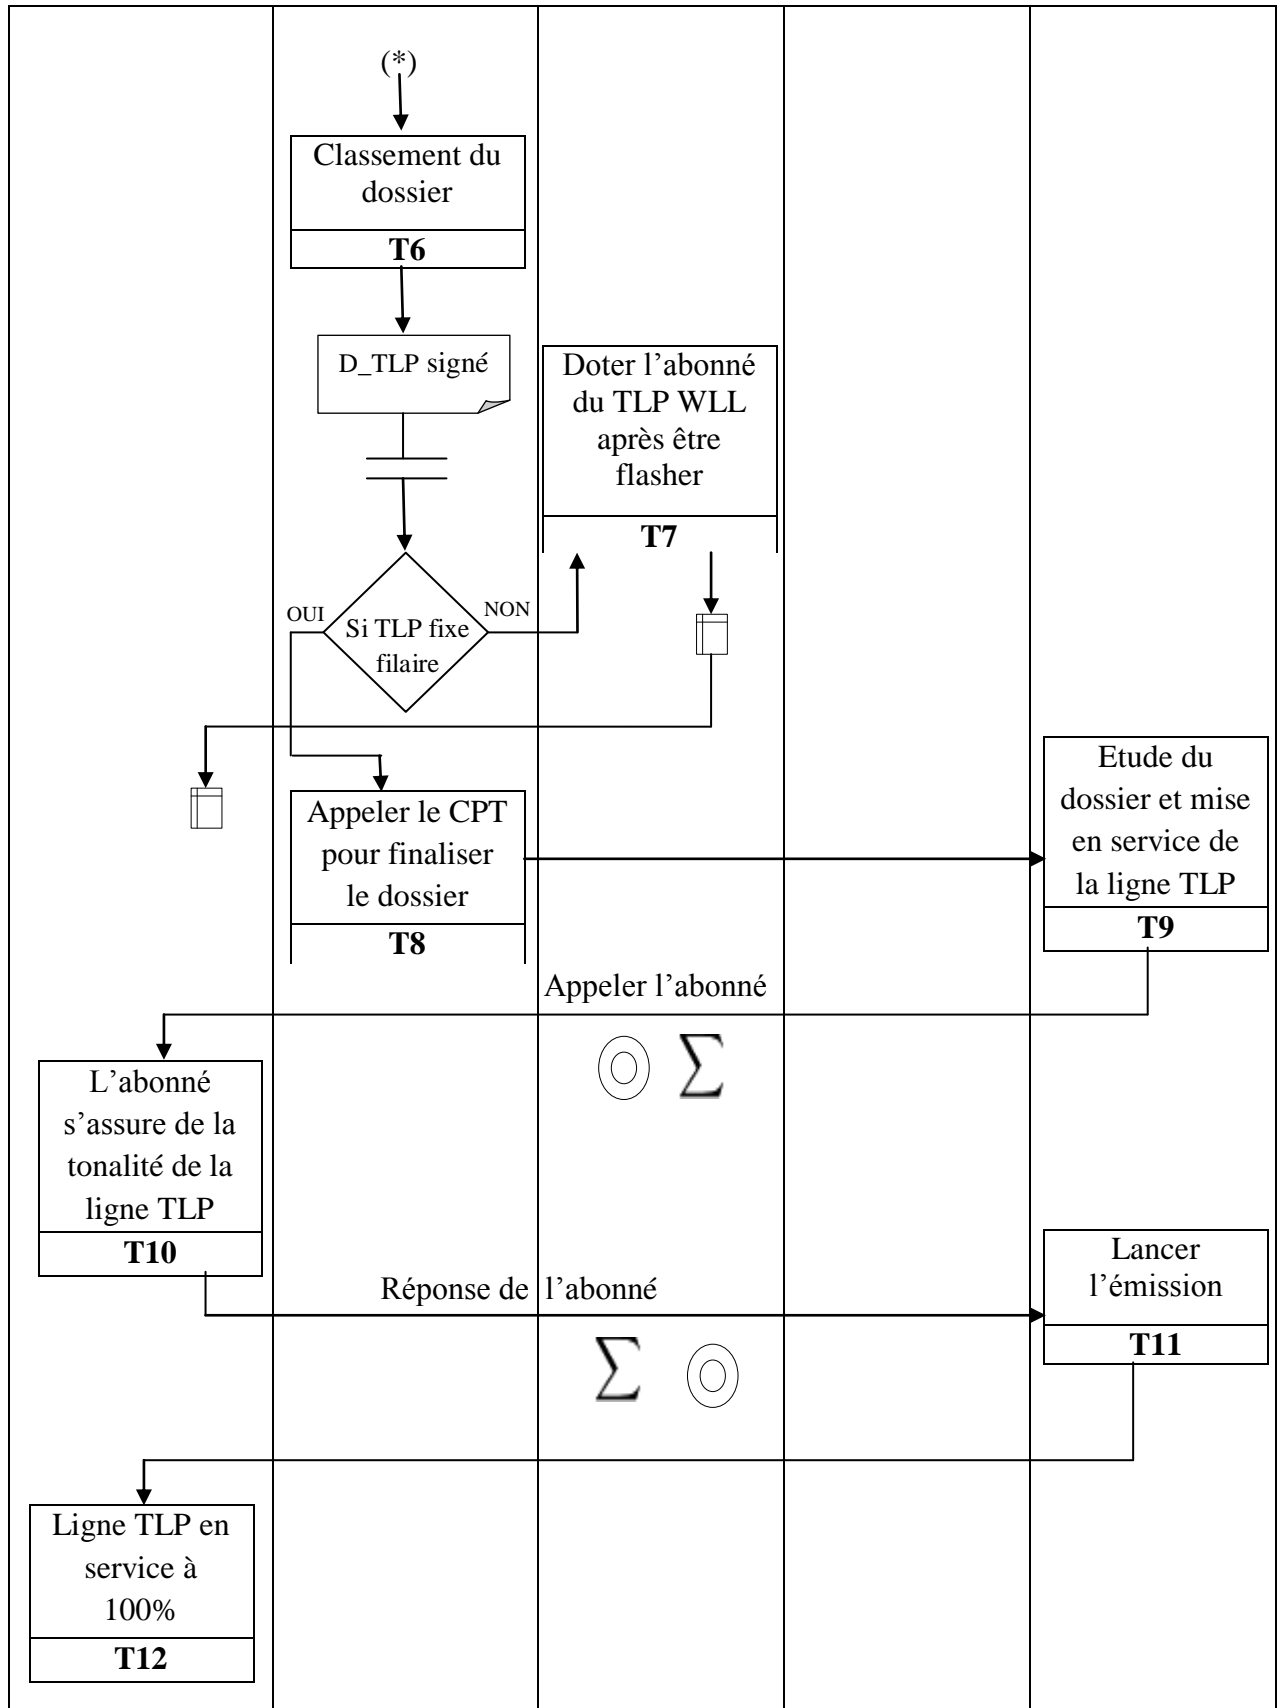 (*)
Classement du
dossier
T6
D_TLP signé
Doter l’abonné
du TLP WLL
après être
flasher
T7
OUI
NON
Si TLP fixe
filaire
Appeler le CPT
pour finaliser
le dossier
T8
Etude du
dossier et mise
en service de
la ligne TLP
T9
Appeler l’abonné
∑
L’abonné
s’assure de la
tonalité de la
ligne TLP
T10
Réponse de l’abonné
∑
Lancer
l’émission
T11
Ligne TLP en
service à
100%
T12